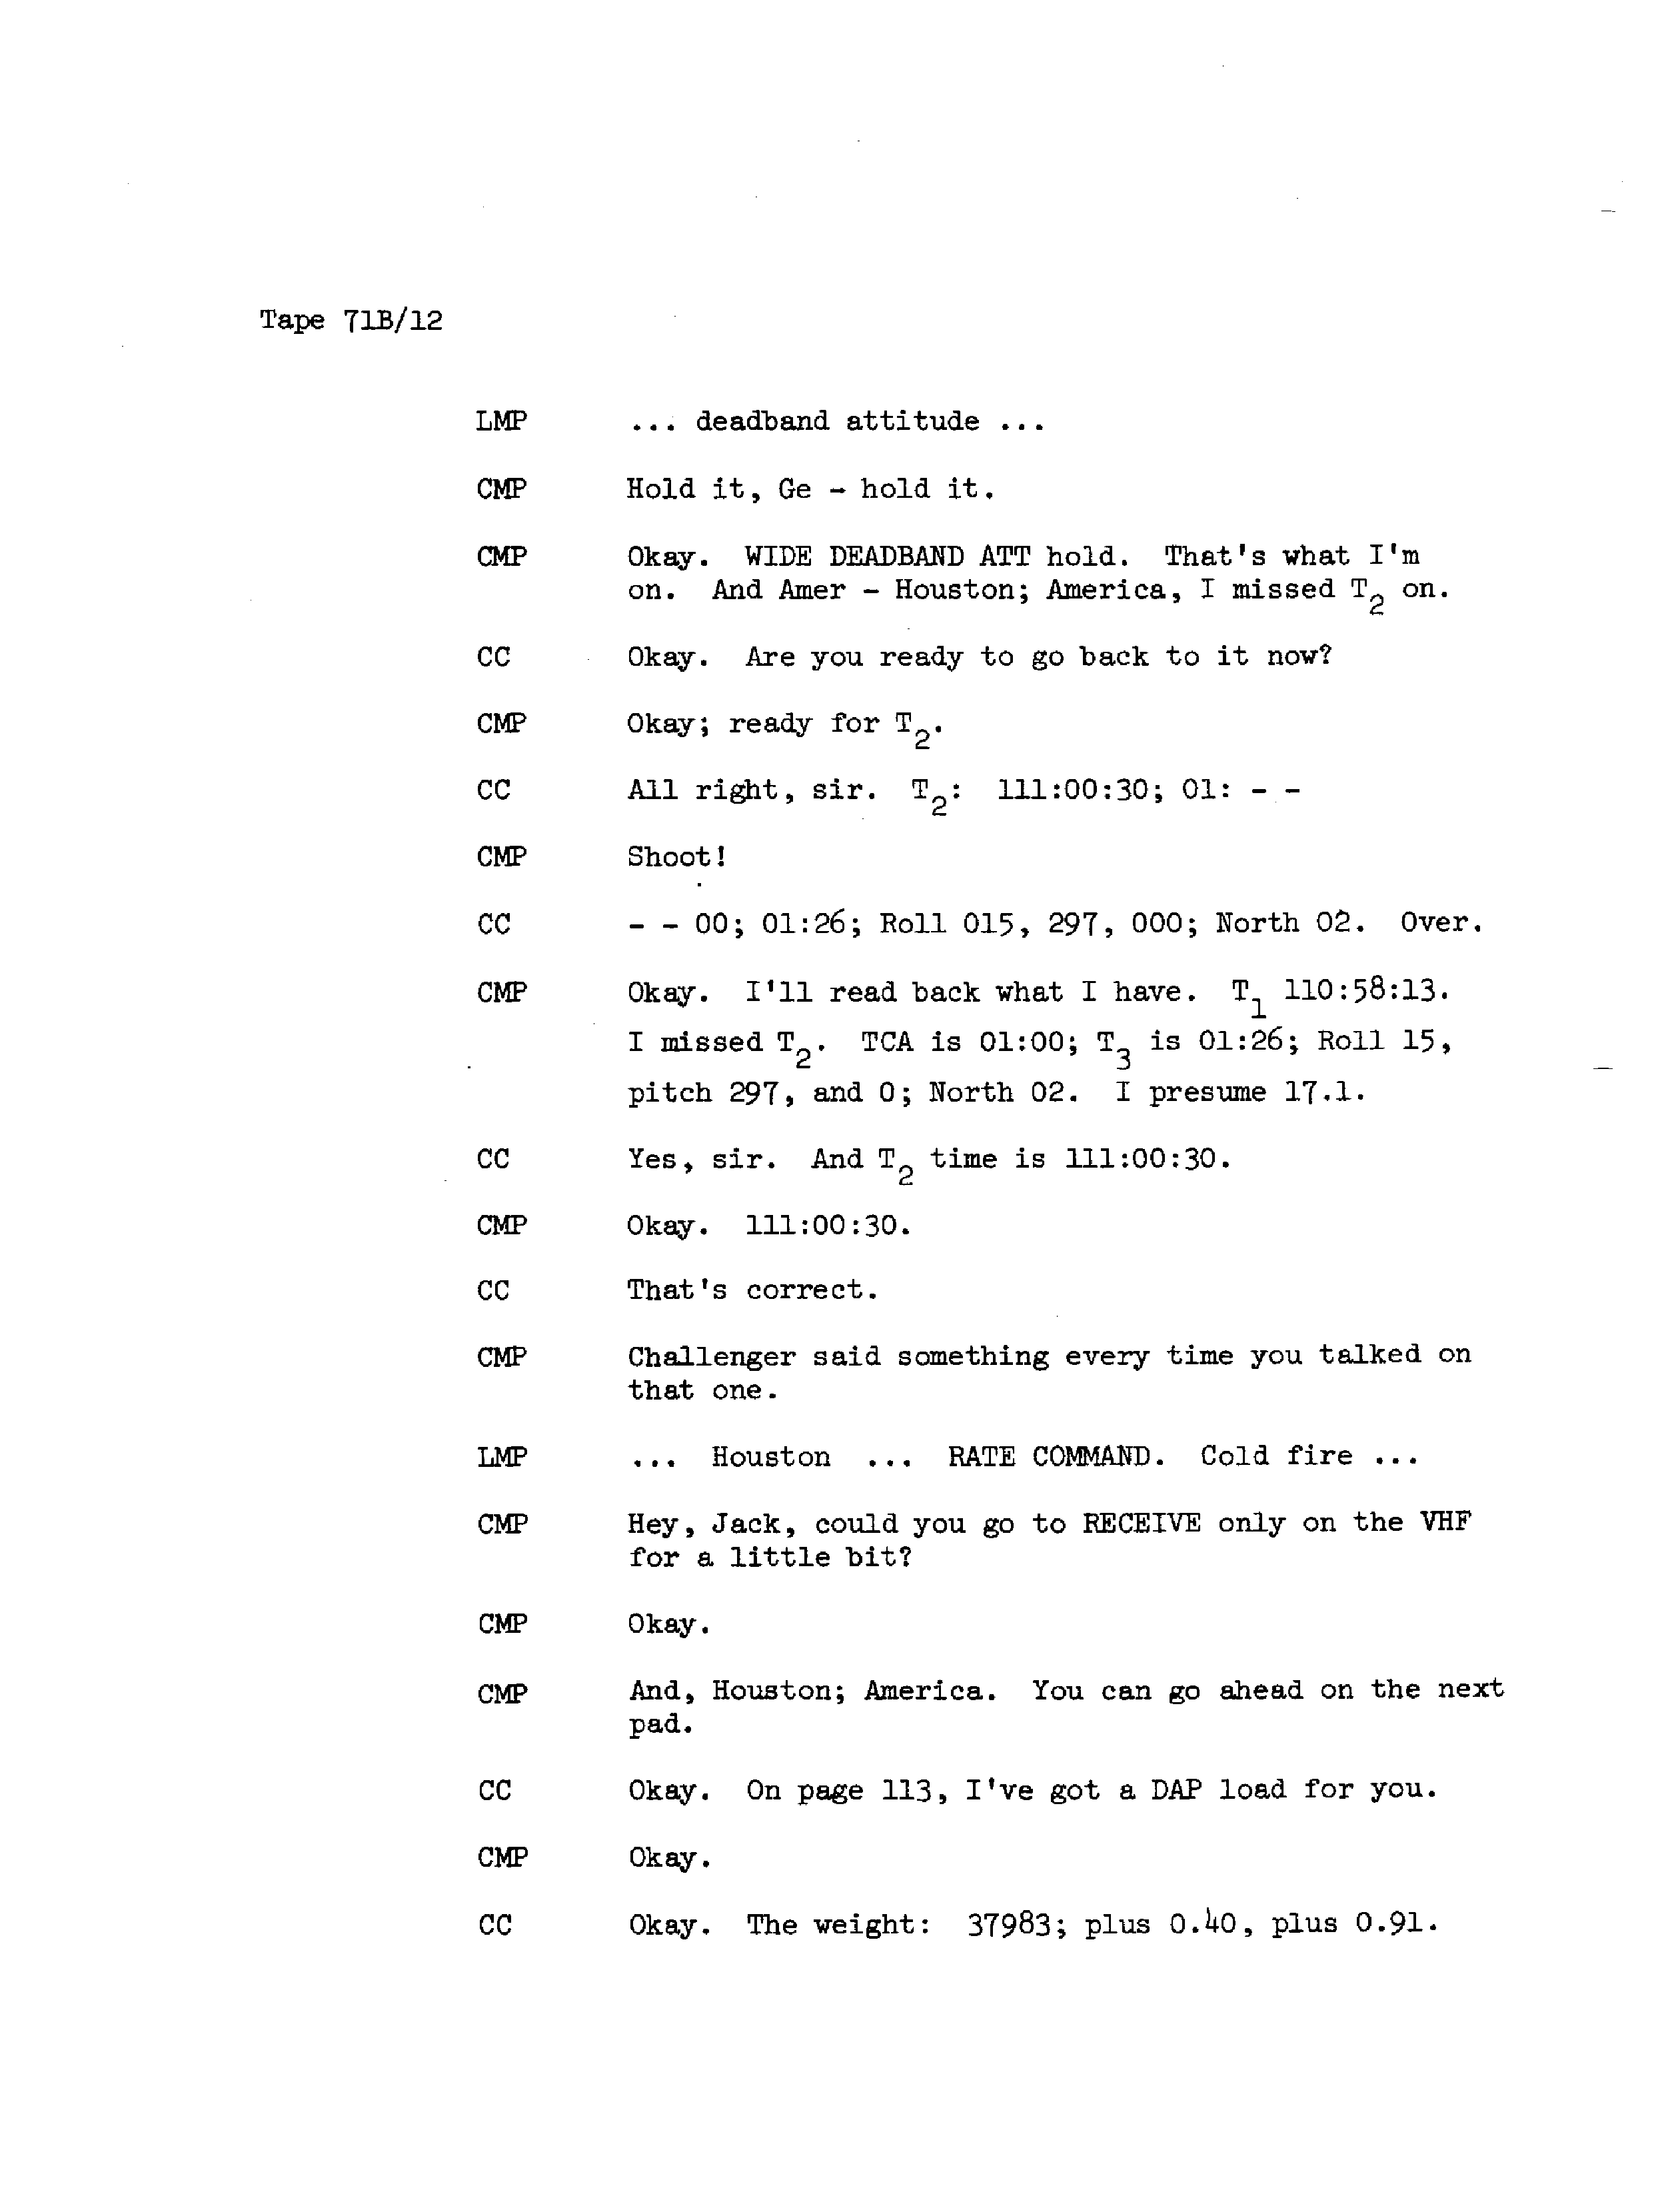 Tape 71B/12
LMP ... deadband attitude ...
CMP Hold it, Ge - hold it.
CMP Okay. WIDE DEADBAND ATT hold. That's what I'm
on. And Amer - Houston; America, I missed T2 on.
CC Okay. Are you ready to go back to it now?
CMP Okay; ready for T2.
CC All right, sir. T2: 111:00:30; 01: - -
CMP Shoot!
CC - - 00; 01:26; Roll 015, 297, 000; North 02. Over.
CMP Okay. I'll read back what I have. T1 110:58:13.
I missed T2. TCA is 01:00; T3 is 01:26; Roll 15,
pitch 297, and 0; North 02. I presume 17.1.
CC Yes, sir. And T2 time is 111:00:30.
CMP Okay. 111:00:30.
CC That's correct.
CMP Challenger said something every time you talked on
that one.
LMP ... Houston ... RATE COMMAND. Cold fire ...
CMP Hey, Jack, could you go to RECEIVE only on the VHF
for a little bit?
CMP Okay.
CMP And, Houston; America. You can go ahead on the next
pad.
CC Okay. On page 113, I've got a DAP load for you.
CMP Okay.
CC Okay. The weight: 37983; plus 0.40, plus 0.91.